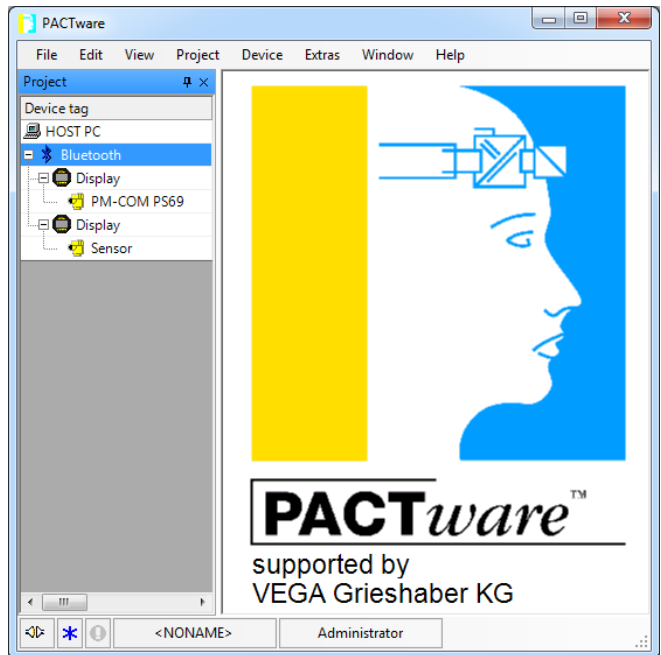 PACTware
File Edit View Project Device Extras Window Help
Project
Device tag
HOST PC
Bluetooth
Display
PM-COM PS69
Display
Sensor
PACTware™
supported by
VEGA Grieshaber KG
<NONAME> Administrator